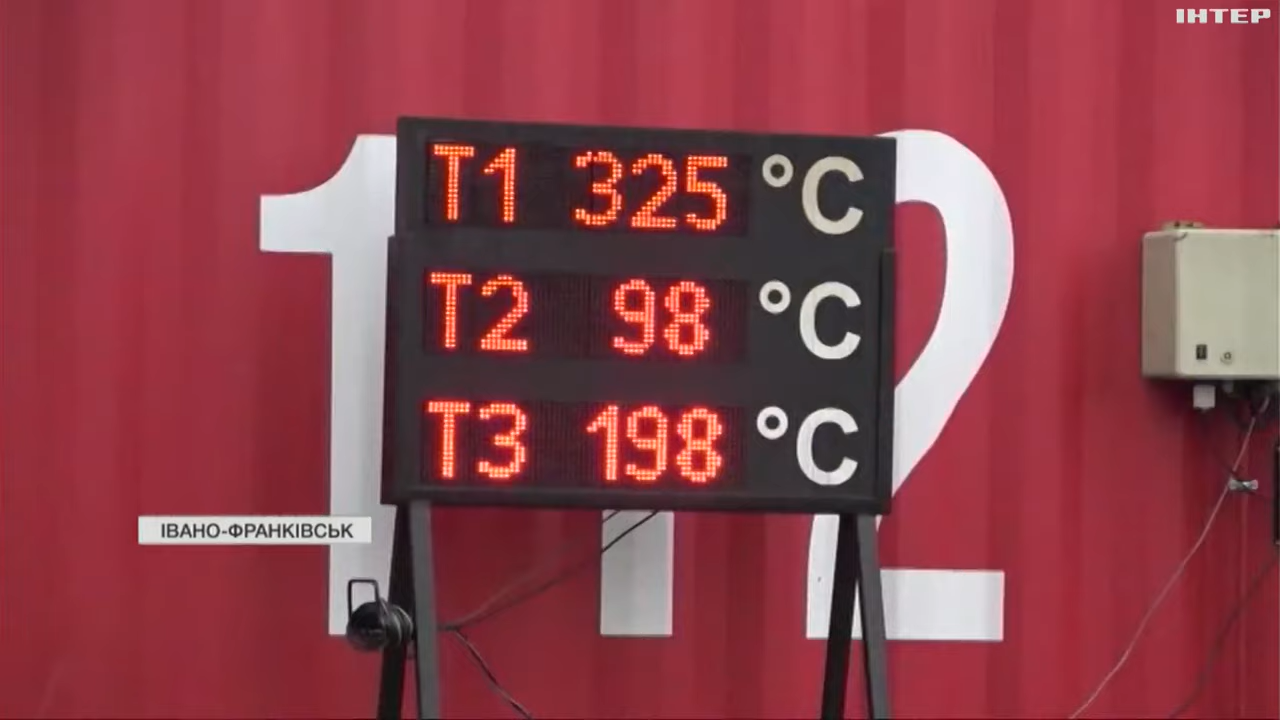 ІНТЕР
112
T1 325 °C
T2 98 °C
T3 198 °C
ІВАНО-ФРАНКІВСЬК